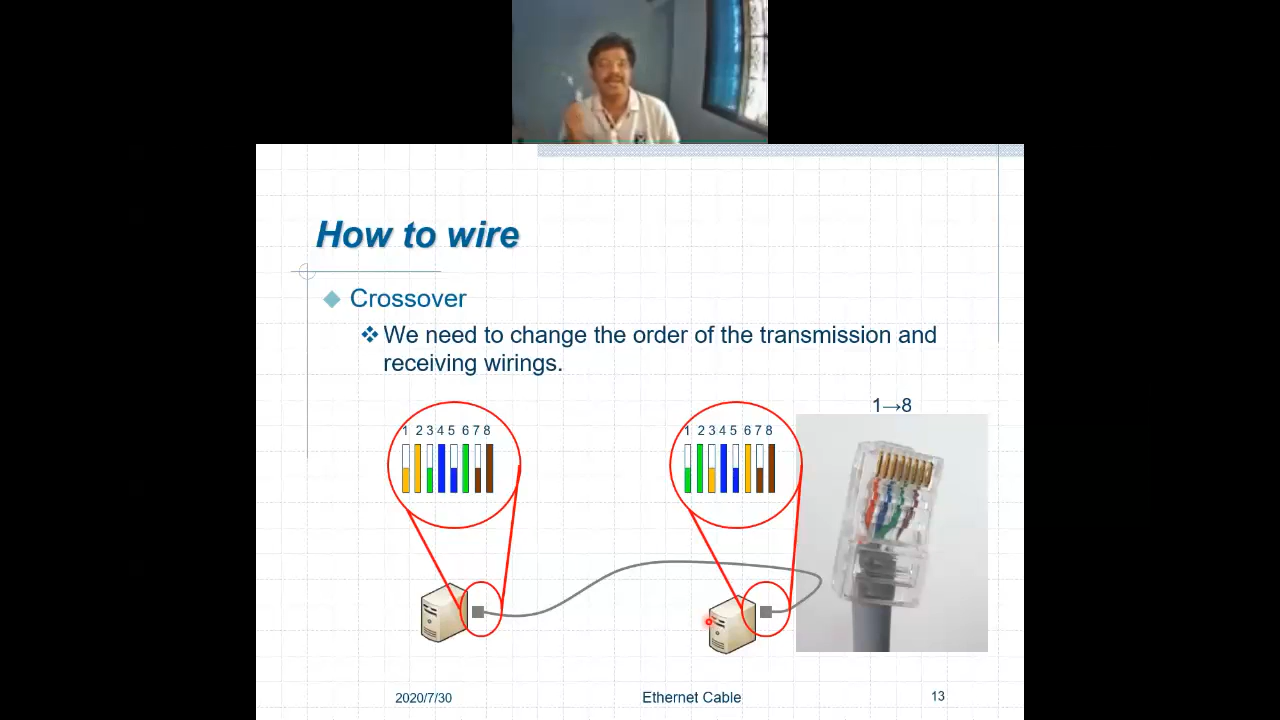 How to wire
Crossover
We need to change the order of the transmission and
receiving wirings.
1→8
1 2 3 4 5 6 7 8
1 2 3 4 5 6 7 8
2020/7/30
Ethernet Cable
13